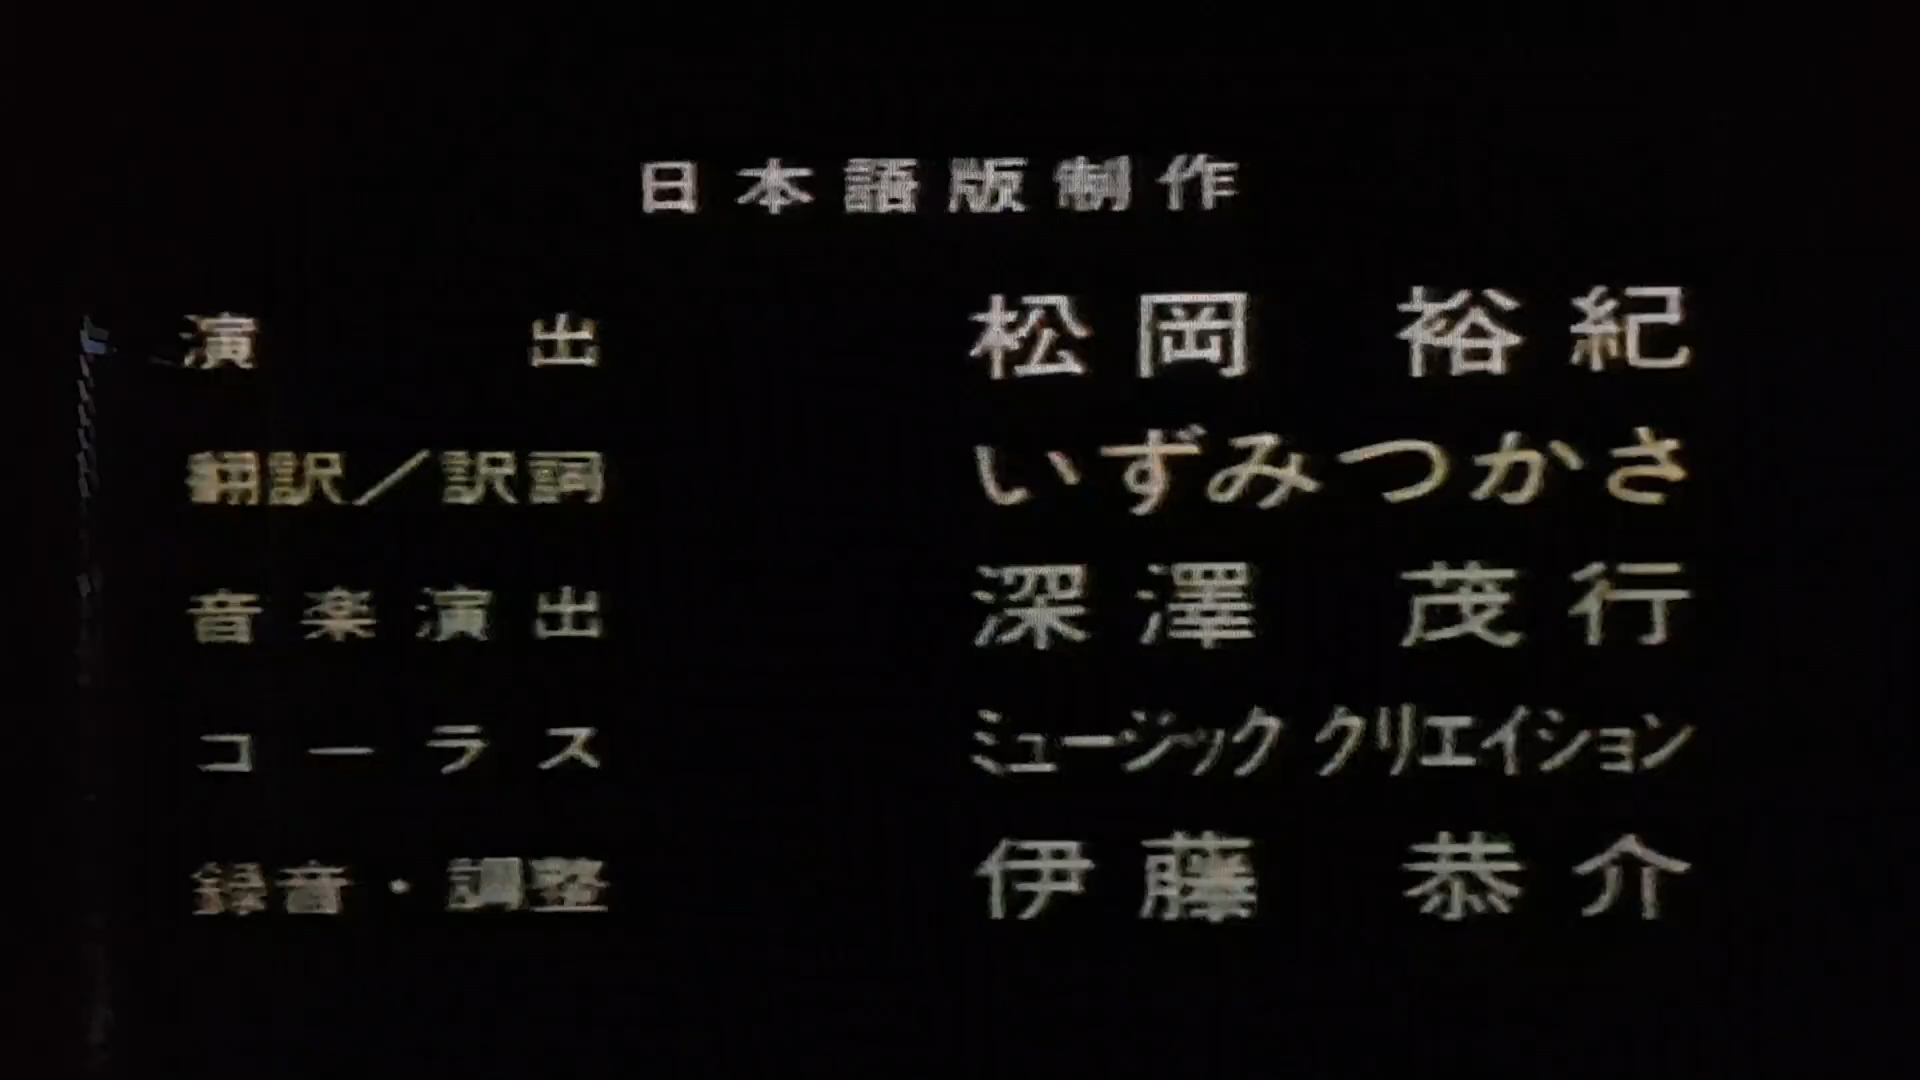 日本語版制作
演出 松岡 裕紀
翻訳／訳詞 いずみつかさ
音楽演出 深澤 茂行
コーラス ミュージック クリエイション
録音・調整 伊藤 恭介